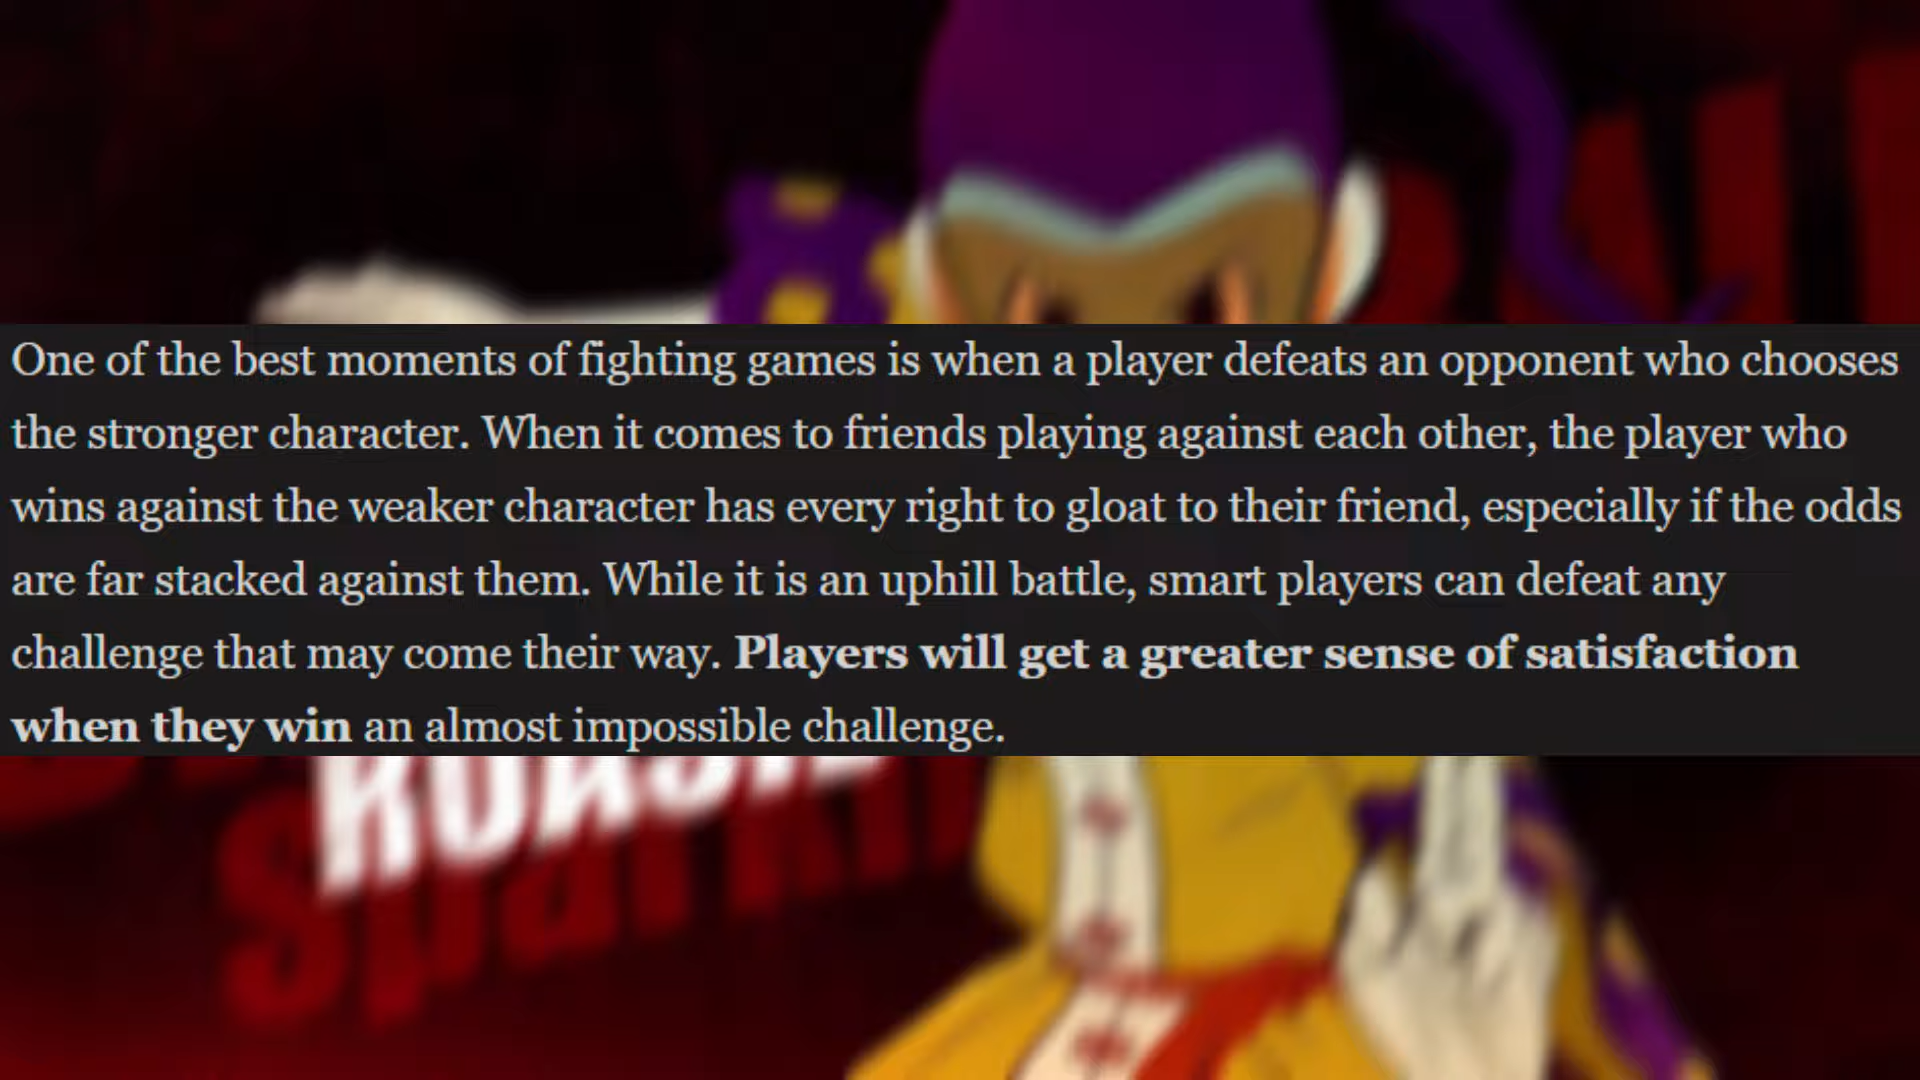 One of the best moments of fighting games is when a player defeats an opponent who chooses
the stronger character. When it comes to friends playing against each other, the player who
wins against the weaker character has every right to gloat to their friend, especially if the odds
are far stacked against them. While it is an uphill battle, smart players can defeat any
challenge that may come their way. Players will get a greater sense of satisfaction
when they win an almost impossible challenge.